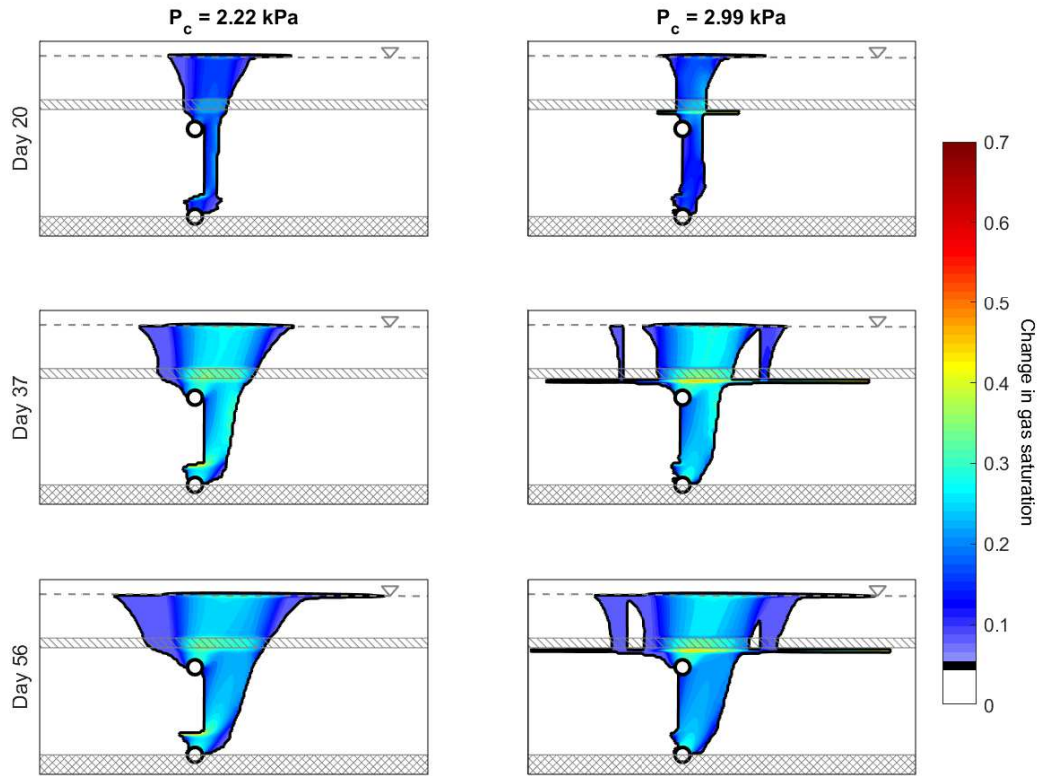 P_c = 2.22 kPa
P_c = 2.99 kPa
Day 20
Day 37
Day 56
0.7
0.6
0.5
0.4
0.3
0.2
0.1
0
Change in gas saturation